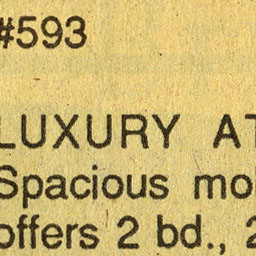 #593
LUXURY AT
Spacious mo
offers 2 bd., 2